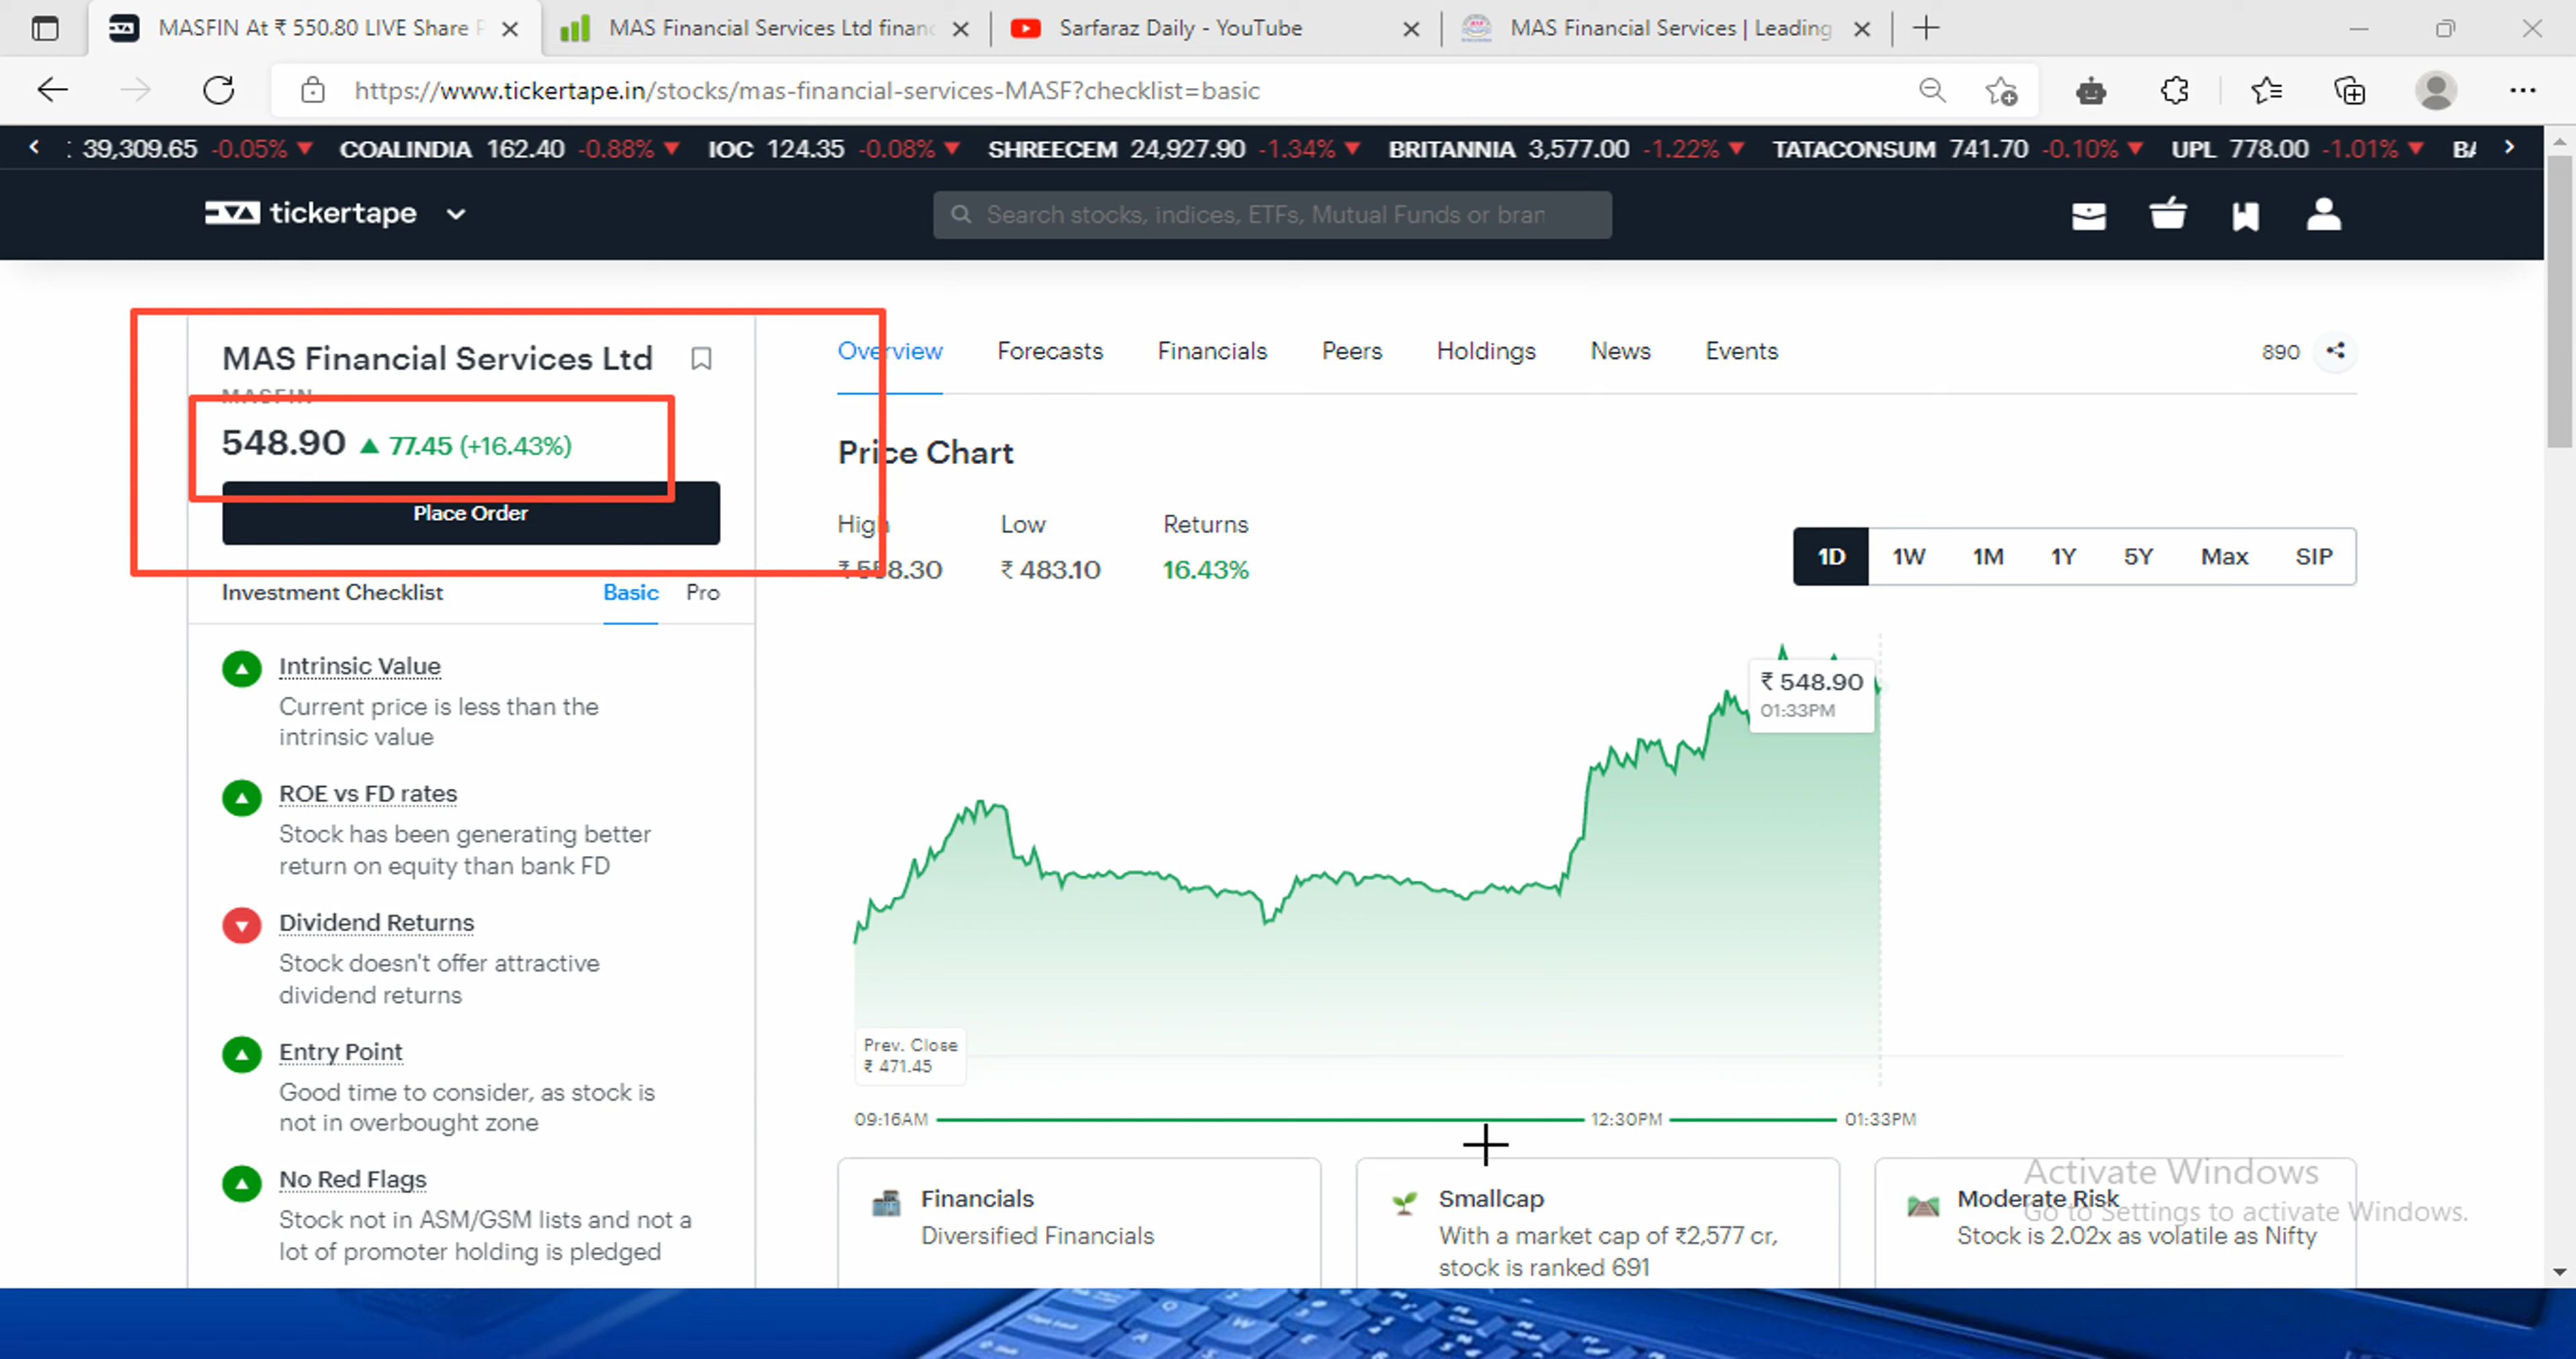 MASFIN At ₹ 550.80 LIVE Share P
MAS Financial Services Ltd financ
Sarfaraz Daily - YouTube
MAS Financial Services | Leading
https://www.tickertape.in/stocks/mas-financial-services-MASF?checklist=basic
: 39,309.65 -0.05% COALINDIA 162.40 -0.88% IOC 124.35 -0.08% SHREECEM 24,927.90 -1.34% BRITANNIA 3,577.00 -1.22% TATACONSUM 741.70 -0.10% UPL 778.00 -1.01%
tickertape
Search stocks, indices, ETFs, Mutual Funds or bran
MAS Financial Services Ltd
MASFIN
548.90 ▲ 77.45 (+16.43%)
Place Order
Investment Checklist Basic Pro
Intrinsic Value
Current price is less than the
intrinsic value
ROE vs FD rates
Stock has been generating better
return on equity than bank FD
Dividend Returns
Stock doesn't offer attractive
dividend returns
Entry Point
Good time to consider, as stock is
not in overbought zone
No Red Flags
Stock not in ASM/GSM lists and not a
lot of promoter holding is pledged
Overview Forecasts Financials Peers Holdings News Events
890
Price Chart
High Low Returns
₹ 558.30 ₹ 483.10 16.43%
1D 1W 1M 1Y 5Y Max SIP
₹ 548.90
01:33PM
Prev. Close
₹ 471.45
09:16AM 12:30PM 01:33PM
Financials
Diversified Financials
Smallcap
With a market cap of ₹2,577 cr,
stock is ranked 691
Moderate Risk
Stock is 2.02x as volatile as Nifty
Activate Windows
Go to Settings to activate Windows.